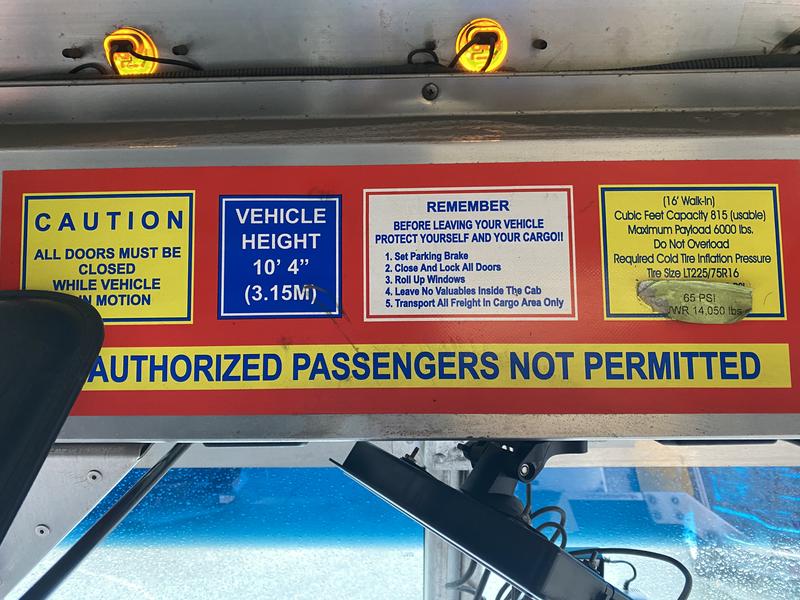 CAUTION
ALL DOORS MUST BE
CLOSED
WHILE VEHICLE
IN MOTION
VEHICLE
HEIGHT
10' 4"
(3.15M)
REMEMBER
BEFORE LEAVING YOUR VEHICLE
PROTECT YOURSELF AND YOUR CARGO!!
1. Set Parking Brake
2. Close And Lock All Doors
3. Roll Up Windows
4. Leave No Valuables Inside The Cab
5. Transport All Freight In Cargo Area Only
(16' Walk-In)
Cubic Feet Capacity 815 (usable)
Maximum Payload 6000 lbs.
Do Not Overload
Required Cold Tire Inflation Pressure
Tire Size LT225/75R16
65 PSI
WR 14,050 lbs
AUTHORIZED PASSENGERS NOT PERMITTED